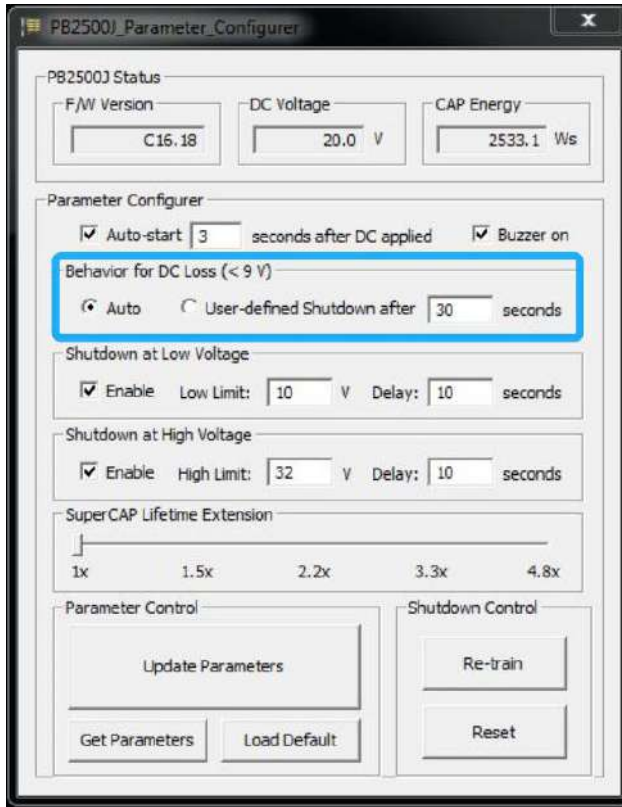 PB2500J_Parameter_Configurer
x
PB2500J Status
F/W Version
DC Voltage
CAP Energy
C16.18
20.0 V
2533.1 Ws
Parameter Configurer
Auto-start 3 seconds after DC applied
Buzzer on
Behavior for DC Loss (< 9 V)
Auto
User-defined Shutdown after 30 seconds
Shutdown at Low Voltage
Enable Low Limit: 10 V Delay: 10 seconds
Shutdown at High Voltage
Enable High Limit: 32 V Delay: 10 seconds
SuperCAP Lifetime Extension
1x 1.5x 2.2x 3.3x 4.8x
Parameter Control
Shutdown Control
Update Parameters
Re-train
Get Parameters
Load Default
Reset